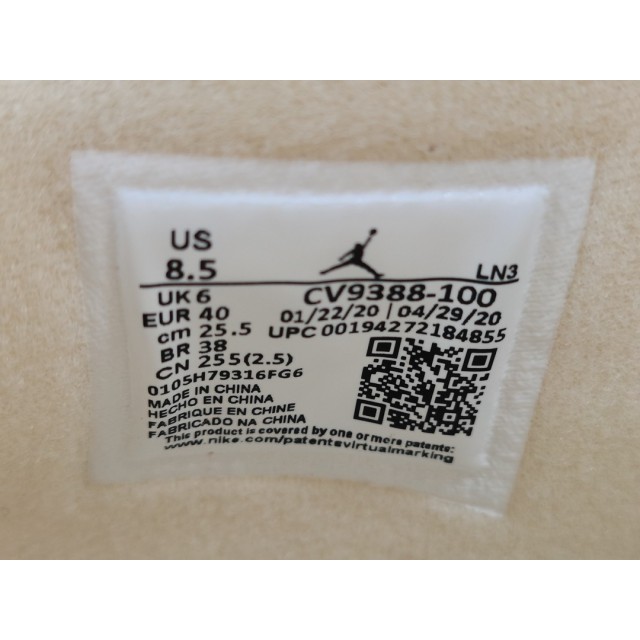 US
8.5
LN3
UK 6
CV9388-100
EUR 40
01/22/20 | 04/29/20
cm 25.5
UPC 00194272184855
BR 38
CN 255(2.5)
0105H79316FG6
MADE IN CHINA
HECHO EN CHINA
FABRIQUE EN CHINE
FABRICADO NA CHINA
This product is covered by one or more patents:
www.nike.com/patentsvirtualmarking